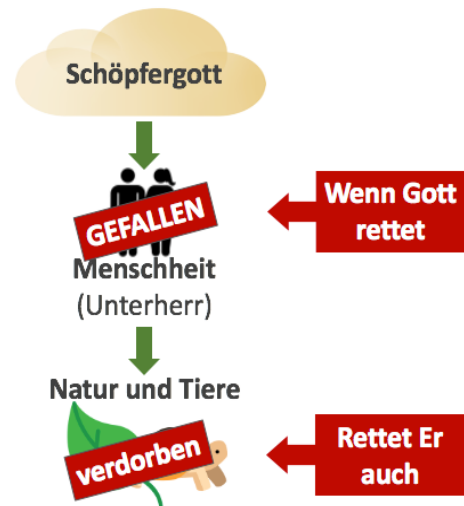 Schöpfergott
GEFALLEN
Wenn Gott
rettet
Menschheit
(Unterherr)
Natur und Tiere
verdorben
Rettet Er
auch